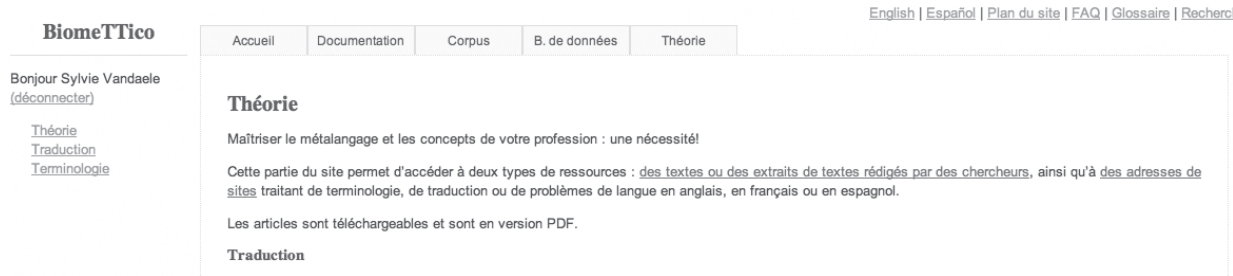 English | Español | Plan du site | FAQ | Glossaire |
BiomeTTico
Accueil Documentation Corpus B. de données Théorie
Bonjour Sylvie Vandaele
(déconnecter)
Théorie
Traduction
Terminologie
Théorie
Maîtriser le métalangage et les concepts de votre profession : une nécessité!
Cette partie du site permet d'accéder à deux types de ressources : des textes ou des extraits de textes rédigés par des chercheurs, ainsi qu'à des adresses de
sites traitant de terminologie, de traduction ou de problèmes de langue en anglais, en français ou en espagnol.
Les articles sont téléchargeables et sont en version PDF.
Traduction